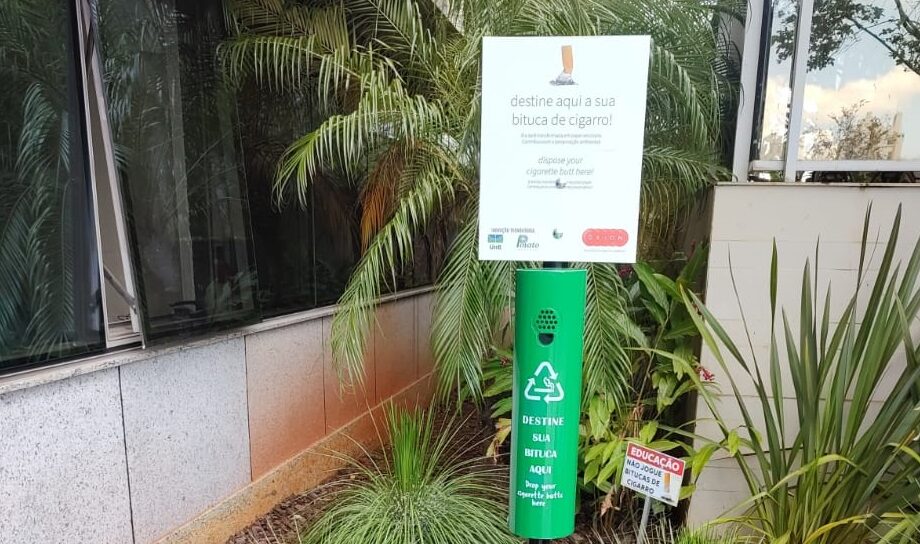 destine aqui a sua
bituca de cigarro!
dispose your
cigarette butt here!
UnB
DESTINE
SUA
BITUCA
AQUI
Drop your
cigarette butts
here
EDUCAÇÃO
NÃO JOGUE
BITUCAS DE
CIGARRO